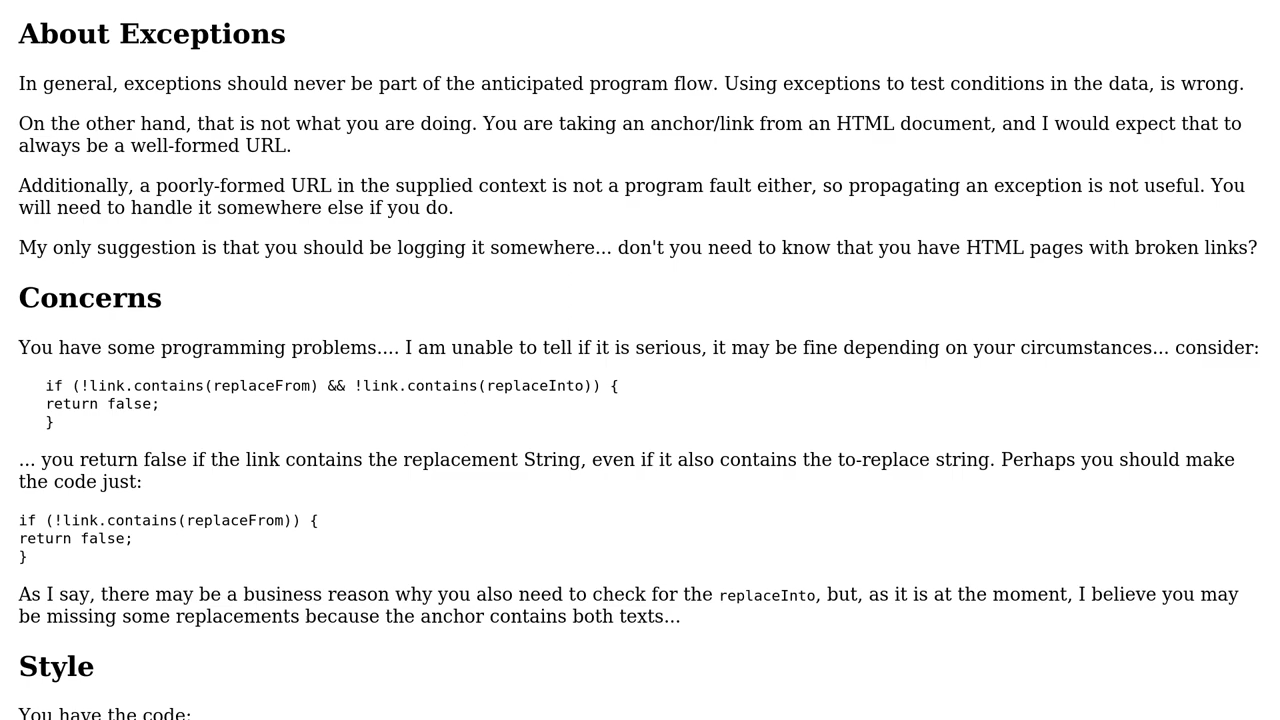 About Exceptions
In general, exceptions should never be part of the anticipated program flow. Using exceptions to test conditions in the data, is wrong.
On the other hand, that is not what you are doing. You are taking an anchor/link from an HTML document, and I would expect that to
always be a well-formed URL.
Additionally, a poorly-formed URL in the supplied context is not a program fault either, so propagating an exception is not useful. You
will need to handle it somewhere else if you do.
My only suggestion is that you should be logging it somewhere... don't you need to know that you have HTML pages with broken links?
Concerns
You have some programming problems.... I am unable to tell if it is serious, it may be fine depending on your circumstances... consider:
if (!link.contains(replaceFrom) && !link.contains(replaceInto)) {
return false;
}
... you return false if the link contains the replacement String, even if it also contains the to-replace string. Perhaps you should make
the code just:
if (!link.contains(replaceFrom)) {
return false;
}
As I say, there may be a business reason why you also need to check for the replaceInto, but, as it is at the moment, I believe you may
be missing some replacements because the anchor contains both texts...
Style
You have the code: